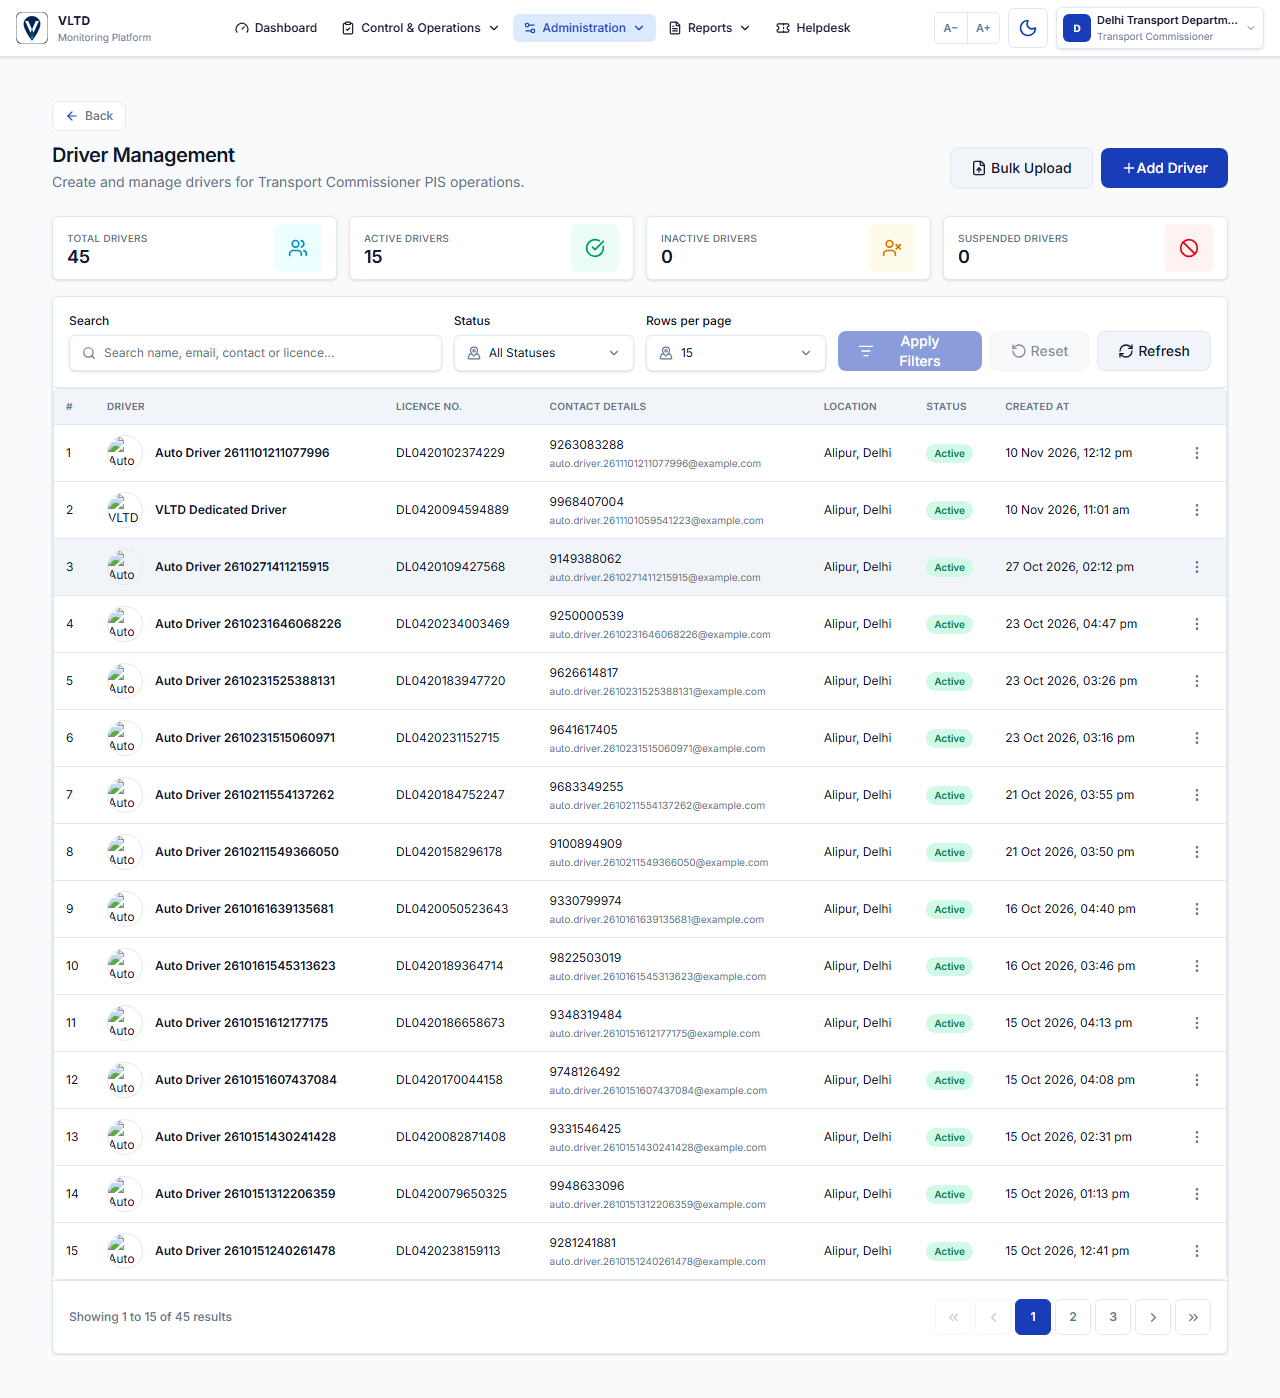 VLTD
Monitoring Platform
Dashboard
Control & Operations
Administration
Reports
Helpdesk
A−
A+
D
Delhi Transport Departm...
Transport Commissioner
Back
Driver Management
Create and manage drivers for Transport Commissioner PIS operations.
Bulk Upload
Add Driver
TOTAL DRIVERS
45
ACTIVE DRIVERS
15
INACTIVE DRIVERS
0
SUSPENDED DRIVERS
0
Search
Search name, email, contact or licence...
Status
All Statuses
Rows per page
15
Apply
Filters
Reset
Refresh
# DRIVER LICENCE NO. CONTACT DETAILS LOCATION STATUS CREATED AT
1 Auto Auto Driver 2611101211077996 DL0420102374229 9263083288 Alipur, Delhi Active 10 Nov 2026, 12:12 pm
auto.driver.2611101211077996@example.com
2 VLTD VLTD Dedicated Driver DL0420094594889 9968407004 Alipur, Delhi Active 10 Nov 2026, 11:01 am
auto.driver.2611101059541223@example.com
3 Auto Auto Driver 2610271411215915 DL0420109427568 9149388062 Alipur, Delhi Active 27 Oct 2026, 02:12 pm
auto.driver.2610271411215915@example.com
4 Auto Auto Driver 2610231646068226 DL0420234003469 9250000539 Alipur, Delhi Active 23 Oct 2026, 04:47 pm
auto.driver.2610231646068226@example.com
5 Auto Auto Driver 2610231525388131 DL0420183947720 9626614817 Alipur, Delhi Active 23 Oct 2026, 03:26 pm
auto.driver.2610231525388131@example.com
6 Auto Auto Driver 2610231515060971 DL0420231152715 9641617405 Alipur, Delhi Active 23 Oct 2026, 03:16 pm
auto.driver.2610231515060971@example.com
7 Auto Auto Driver 2610211554137262 DL0420184752247 9683349255 Alipur, Delhi Active 21 Oct 2026, 03:55 pm
auto.driver.2610211554137262@example.com
8 Auto Auto Driver 2610211549366050 DL0420158296178 9100894909 Alipur, Delhi Active 21 Oct 2026, 03:50 pm
auto.driver.2610211549366050@example.com
9 Auto Auto Driver 2610161639135681 DL0420050523643 9330799974 Alipur, Delhi Active 16 Oct 2026, 04:40 pm
auto.driver.2610161639135681@example.com
10 Auto Auto Driver 2610161545313623 DL0420189364714 9822503019 Alipur, Delhi Active 16 Oct 2026, 03:46 pm
auto.driver.2610161545313623@example.com
11 Auto Auto Driver 2610151612177175 DL0420186658673 9348319484 Alipur, Delhi Active 15 Oct 2026, 04:13 pm
auto.driver.2610151612177175@example.com
12 Auto Auto Driver 2610151607437084 DL0420170044158 9748126492 Alipur, Delhi Active 15 Oct 2026, 04:08 pm
auto.driver.2610151607437084@example.com
13 Auto Auto Driver 2610151430241428 DL0420082871408 9331546425 Alipur, Delhi Active 15 Oct 2026, 02:31 pm
auto.driver.2610151430241428@example.com
14 Auto Auto Driver 2610151312206359 DL0420079650325 9948633096 Alipur, Delhi Active 15 Oct 2026, 01:13 pm
auto.driver.2610151312206359@example.com
15 Auto Auto Driver 2610151240261478 DL0420238159113 9281241881 Alipur, Delhi Active 15 Oct 2026, 12:41 pm
auto.driver.2610151240261478@example.com
Showing 1 to 15 of 45 results
« ‹ 1 2 3 › »